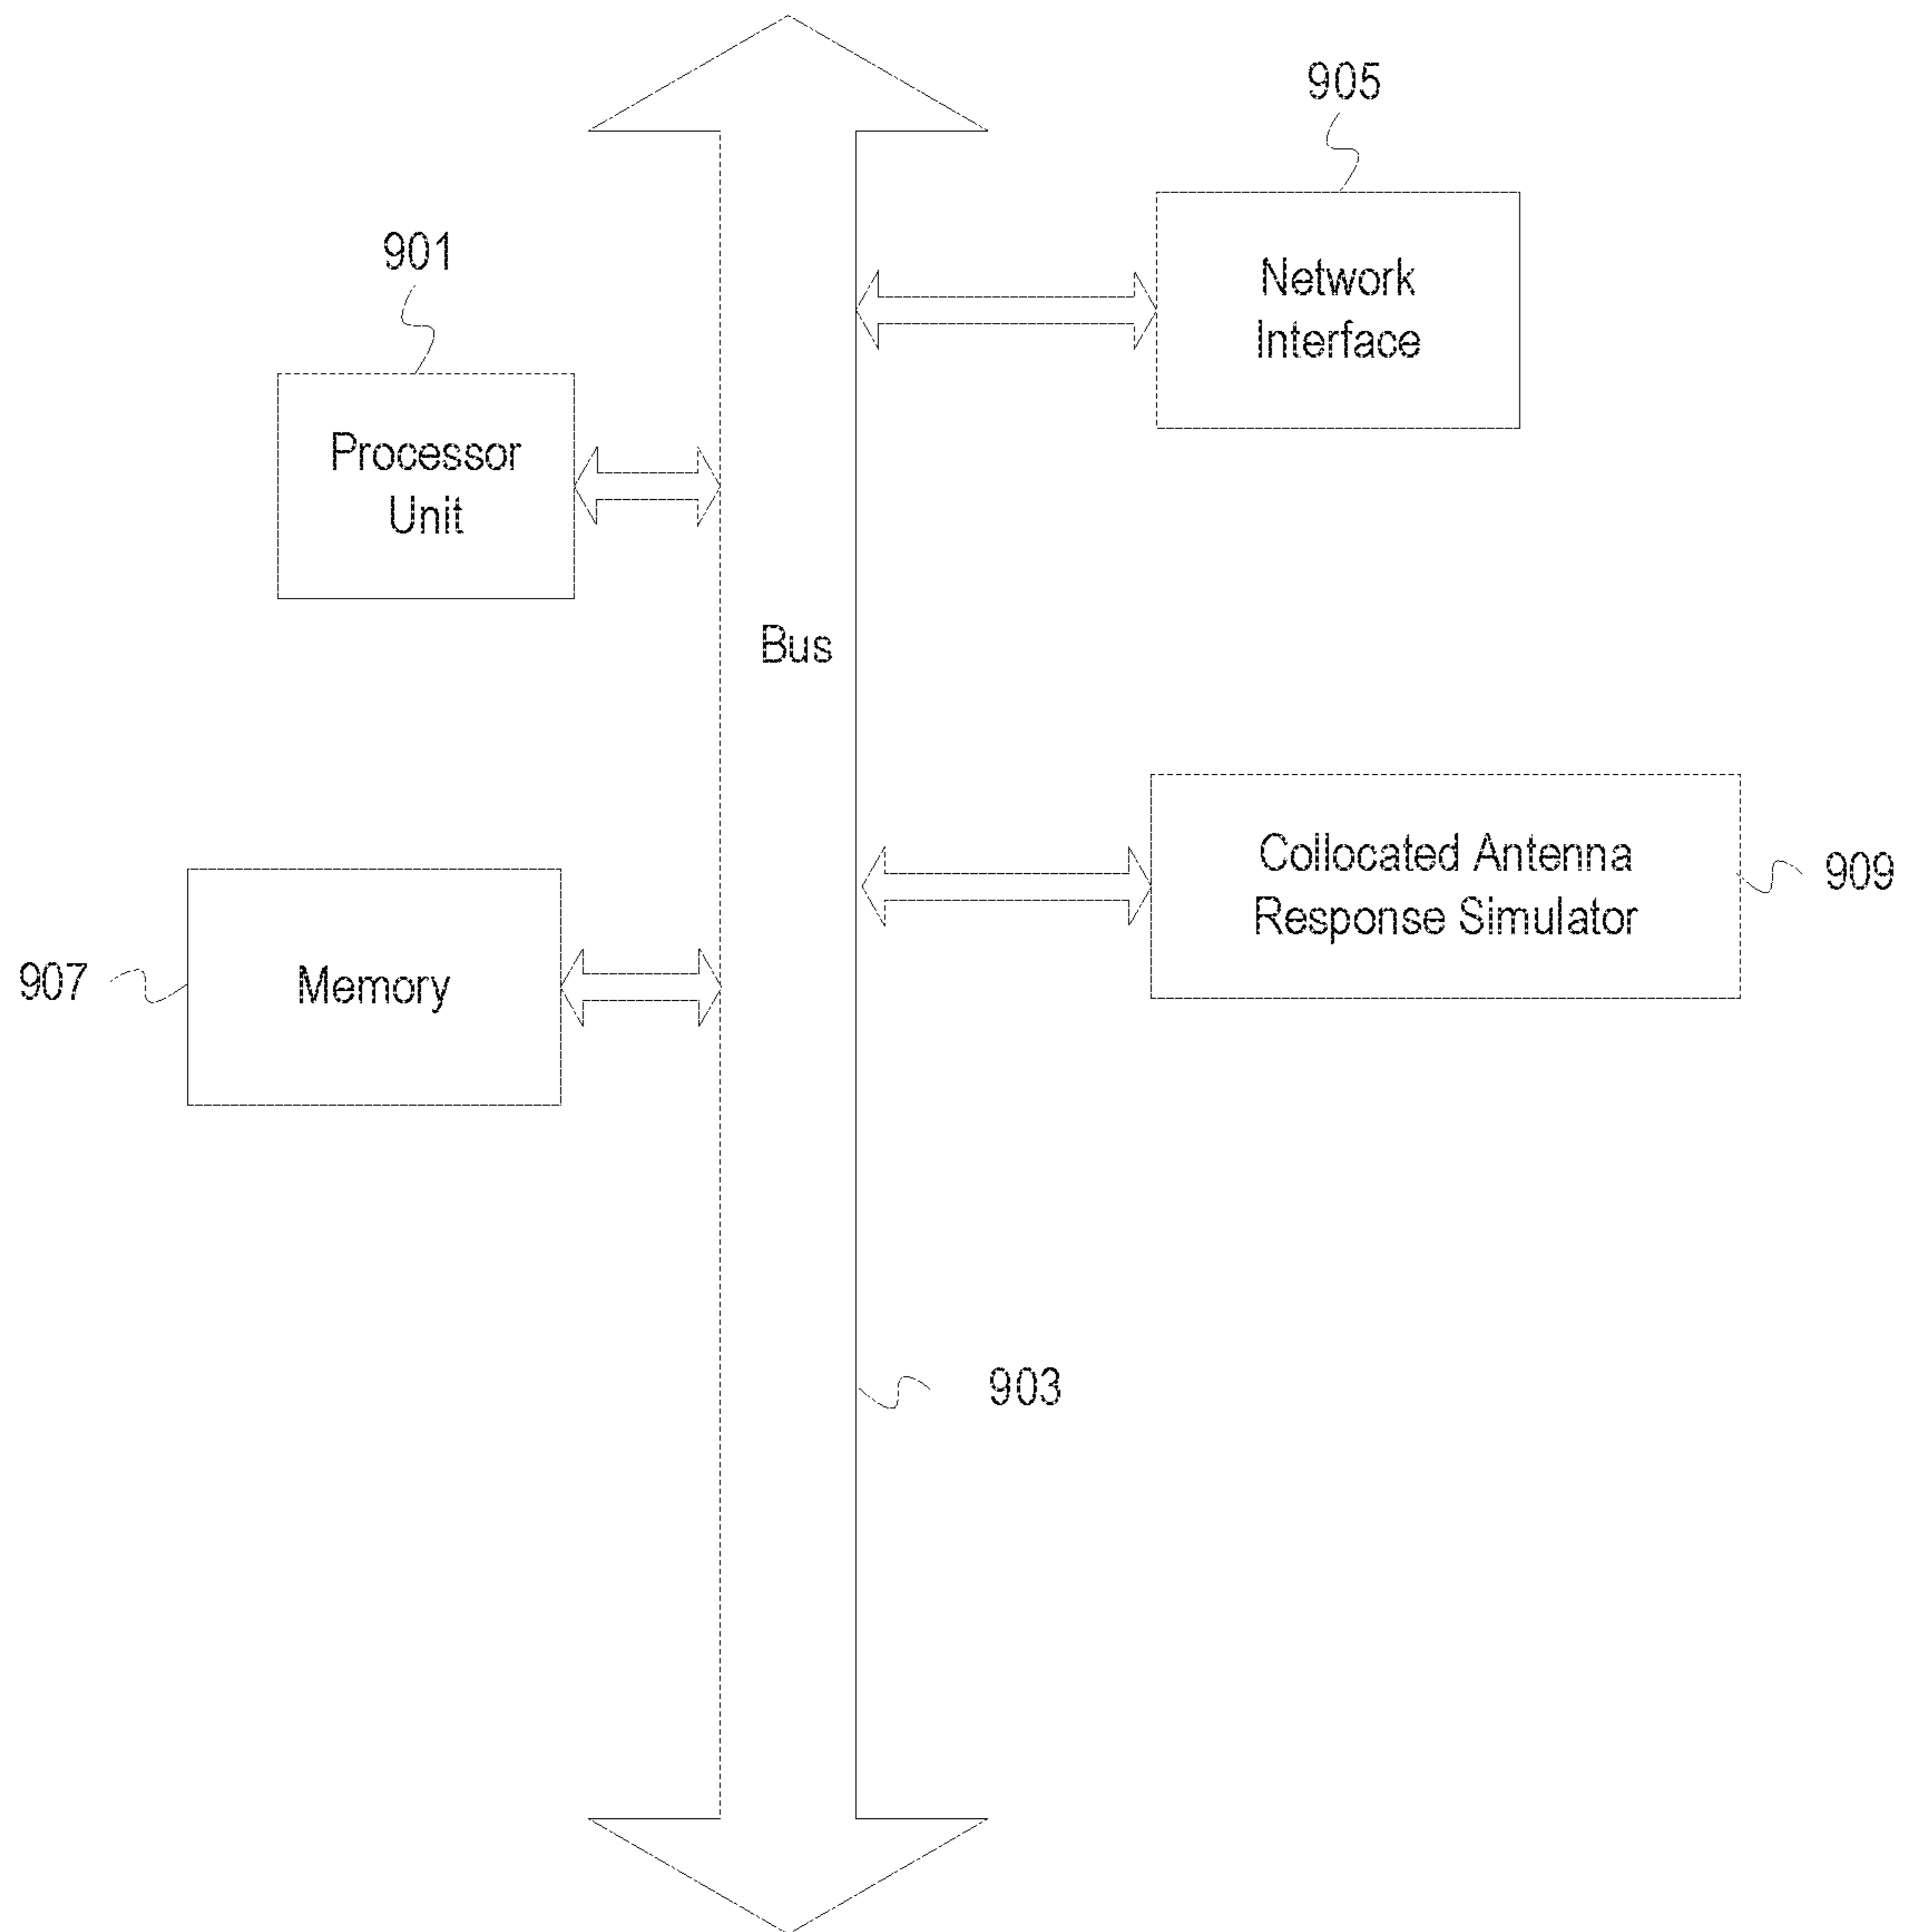 905
901
Network
Interface
Processor
Unit
Bus
Collocated Antenna
Response Simulator
909
907
Memory
903